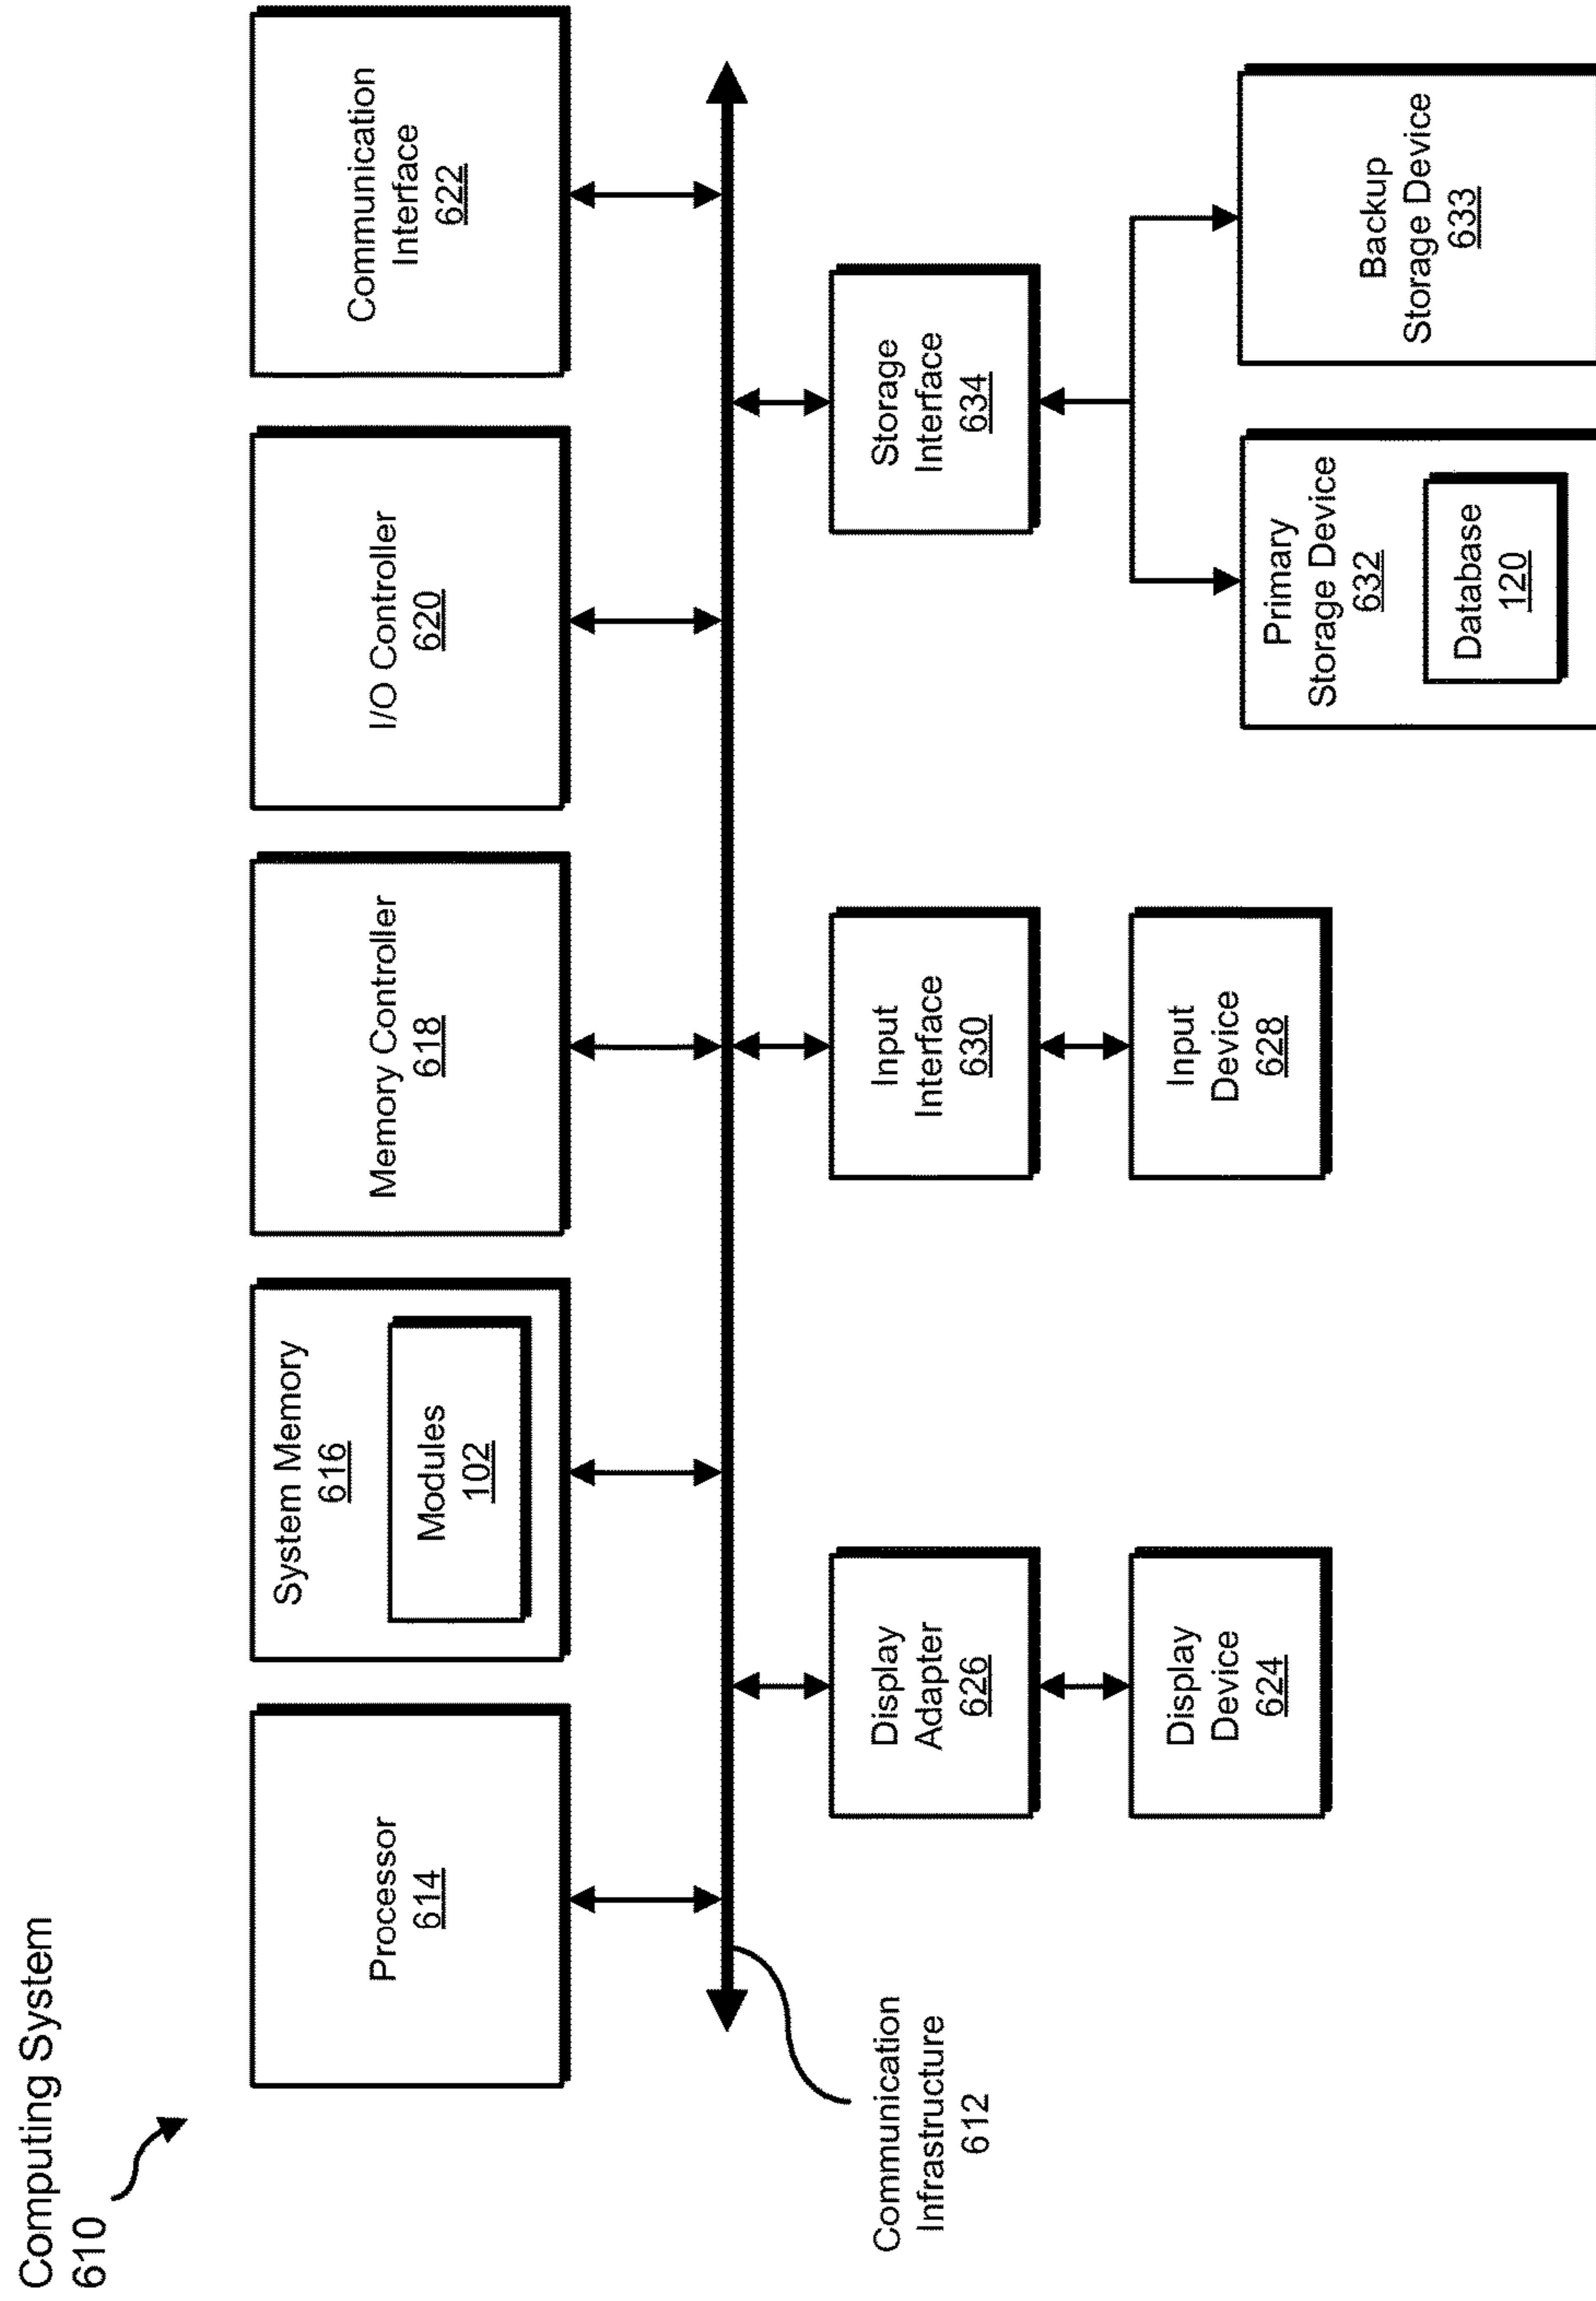 Computing System
610
Processor
614
System Memory
616
Modules
102
Memory Controller
618
I/O Controller
620
Communication
Interface
622
Communication
Infrastructure
612
Display
Adapter
626
Input
Interface
630
Storage
Interface
634
Display
Device
624
Input
Device
628
Primary
Storage Device
632
Database
120
Backup
Storage Device
633